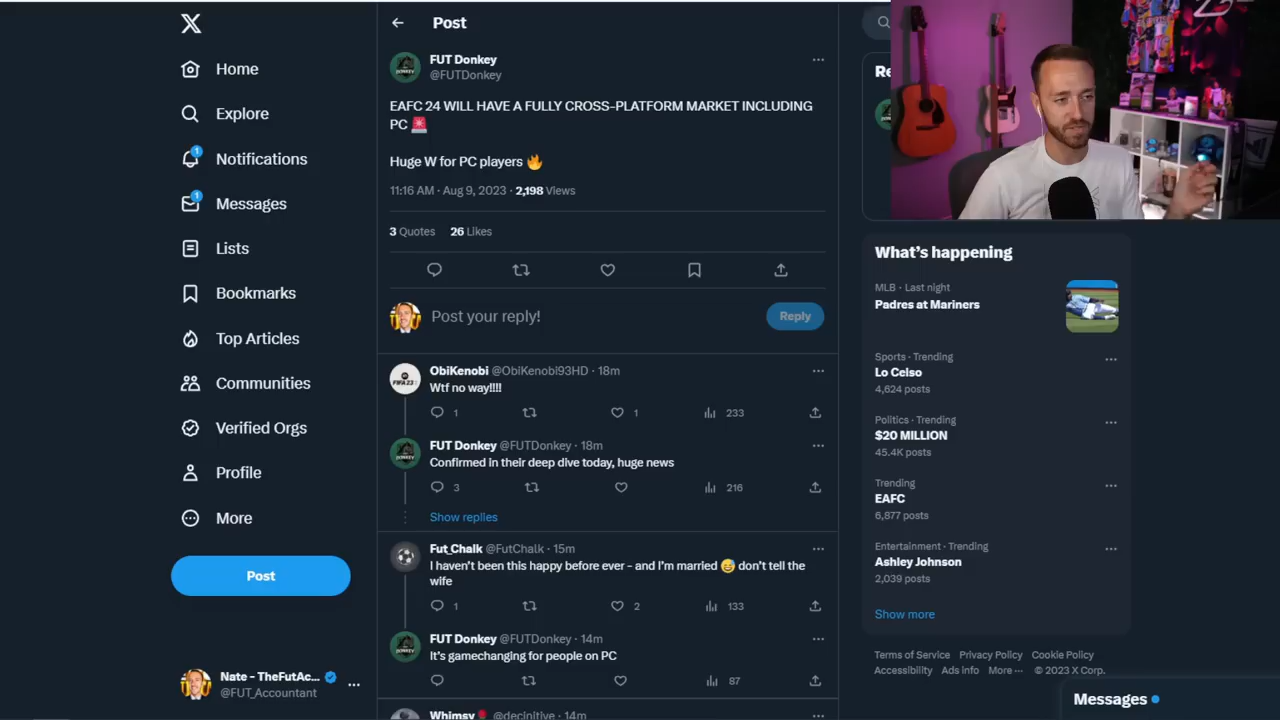 Home
Explore
1
Notifications
1
Messages
Lists
Bookmarks
Top Articles
Communities
Verified Orgs
Profile
More
Post
Nate - TheFutAc...
@FUT_Accountant
Post
FUT Donkey
@FUTDonkey
EAFC 24 WILL HAVE A FULLY CROSS-PLATFORM MARKET INCLUDING
PC 🚨
Huge W for PC players 🔥
11:16 AM · Aug 9, 2023 · 2,198 Views
3 Quotes 26 Likes
Post your reply!
Reply
ObiKenobi @ObiKenobi93HD · 18m
Wtf no way!!!!
1 1 233
FUT Donkey @FUTDonkey · 18m
Confirmed in their deep dive today, huge news
3 216
Show replies
Fut_Chalk @FutChalk · 15m
I haven't been this happy before ever - and I'm married 😅 don't tell the
wife
1 2 133
FUT Donkey @FUTDonkey · 14m
It's gamechanging for people on PC
87
Whimsy🌹 @decinitive · 14m
Re
What's happening
MLB · Last night
Padres at Mariners
Sports · Trending
Lo Celso
4,624 posts
Politics · Trending
$20 MILLION
45.4K posts
Trending
EAFC
6,877 posts
Entertainment · Trending
Ashley Johnson
2,039 posts
Show more
Terms of Service Privacy Policy Cookie Policy
Accessibility Ads info More ··· © 2023 X Corp.
Messages